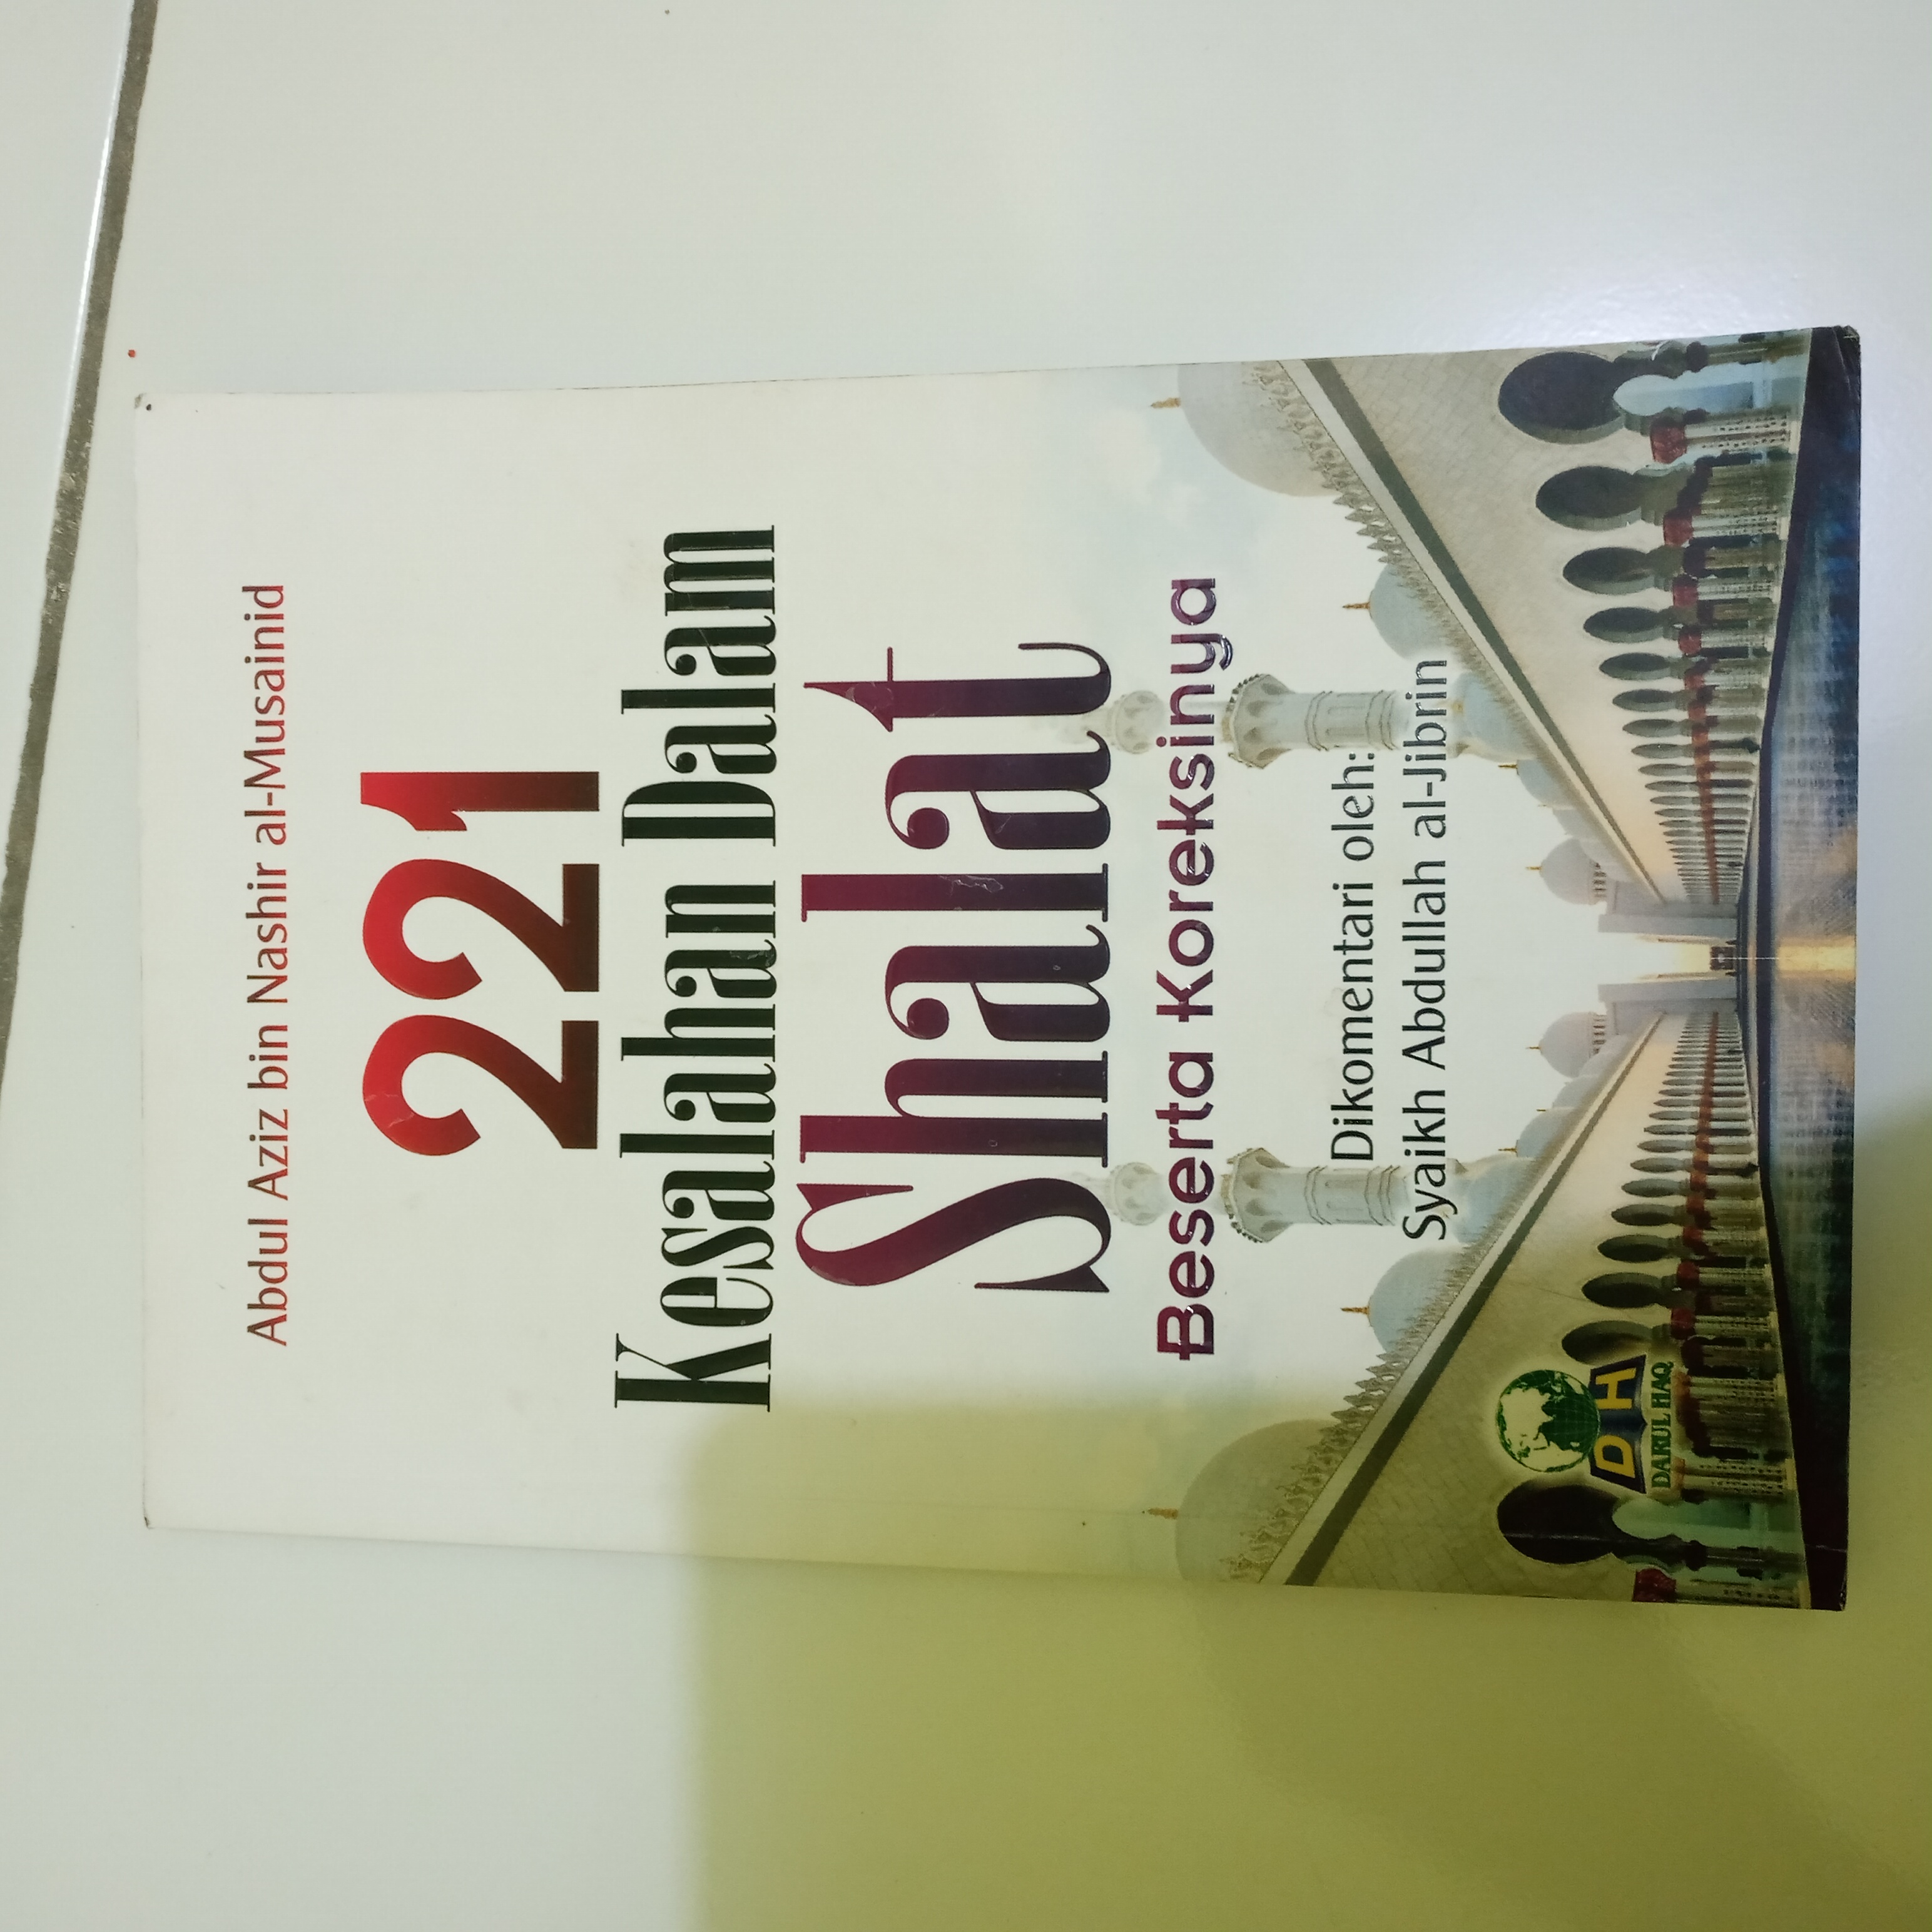 Abdul Aziz bin Nashir al-Musainid
221
Kesalahan Dalam
Shalat
Beserta Koreksinya
Dikomentari oleh:
Syaikh Abdullah al-Jibrin
D H
DARUL HAQ